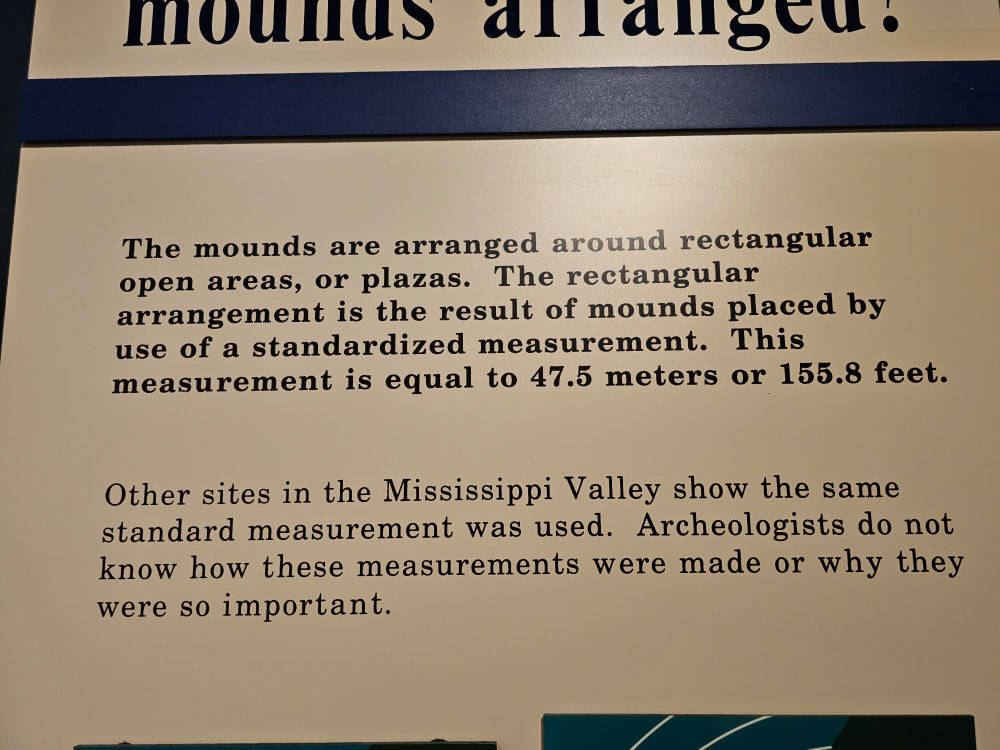 mounds arranged?
The mounds are arranged around rectangular
open areas, or plazas. The rectangular
arrangement is the result of mounds placed by
use of a standardized measurement. This
measurement is equal to 47.5 meters or 155.8 feet.
Other sites in the Mississippi Valley show the same
standard measurement was used. Archeologists do not
know how these measurements were made or why they
were so important.